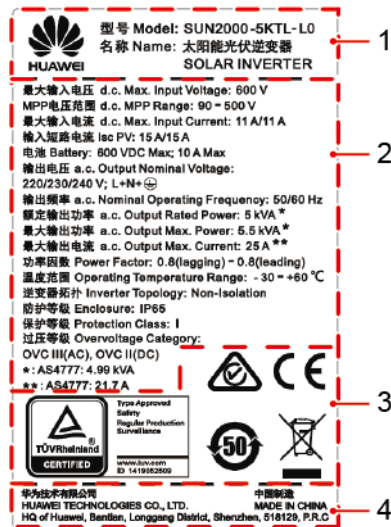 HUAWEI
型号 Model: SUN2000-5KTL-L0
名称 Name: 太阳能光伏逆变器
SOLAR INVERTER
1
最大输入电压 d.c. Max. Input Voltage: 600 V
MPP电压范围 d.c. MPP Range: 90 - 500 V
最大输入电流 d.c. Max. Input Current: 11 A/11 A
输入短路电流 Isc PV: 15 A/15 A
电池 Battery: 600 VDC Max; 10 A Max
输出电压 a.c. Output Nominal Voltage:
220/230/240 V; L+N+⏚
输出频率 a.c. Nominal Operating Frequency: 50/60 Hz
额定输出功率 a.c. Output Rated Power: 5 kVA *
最大输出功率 a.c. Output Max. Power: 5.5 kVA *
最大输出电流 a.c. Output Max. Current: 25 A **
功率因数 Power Factor: 0.8(lagging) - 0.8(leading)
温度范围 Operating Temperature Range: - 30 - +60 ℃
逆变器拓扑 Inverter Topology: Non-Isolation
防护等级 Enclosure: IP65
保护等级 Protection Class: I
过压等级 Overvoltage Category:
OVC III(AC), OVC II(DC)
*: AS4777: 4.99 kVA
**: AS4777: 21.7 A
2
CE
TÜVRheinland
CERTIFIED
Type Approved
Safety
Regular Production
Surveillance
www.tuv.com
ID 1419062509
50
3
华为技术有限公司 中国制造
HUAWEI TECHNOLOGIES CO., LTD. MADE IN CHINA
HQ of Huawei, Bantian, Longgang District, Shenzhen, 518129, P.R.C
4